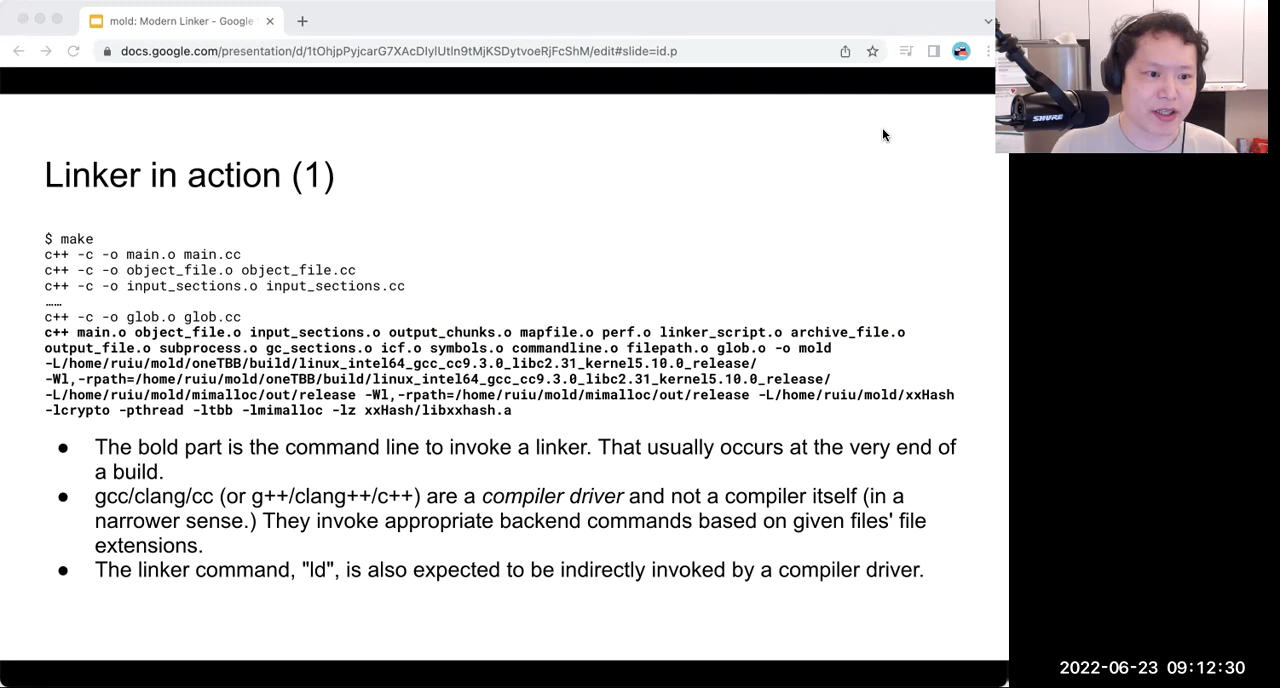 mold: Modern Linker - Google
docs.google.com/presentation/d/1tOhjpPyjcarG7XAcDIylUtIn9tMjKSDytvoeRjFcShM/edit#slide=id.p
SHURE
Linker in action (1)
$ make
c++ -c -o main.o main.cc
c++ -c -o object_file.o object_file.cc
c++ -c -o input_sections.o input_sections.cc
……
c++ -c -o glob.o glob.cc
c++ main.o object_file.o input_sections.o output_chunks.o mapfile.o perf.o linker_script.o archive_file.o
output_file.o subprocess.o gc_sections.o icf.o symbols.o commandline.o filepath.o glob.o -o mold
-L/home/ruiu/mold/oneTBB/build/linux_intel64_gcc_cc9.3.0_libc2.31_kernel5.10.0_release/
-Wl,-rpath=/home/ruiu/mold/oneTBB/build/linux_intel64_gcc_cc9.3.0_libc2.31_kernel5.10.0_release/
-L/home/ruiu/mold/mimalloc/out/release -Wl,-rpath=/home/ruiu/mold/mimalloc/out/release -L/home/ruiu/mold/xxHash
-lcrypto -pthread -ltbb -lmimalloc -lz xxHash/libxxhash.a
● The bold part is the command line to invoke a linker. That usually occurs at the very end of
a build.
● gcc/clang/cc (or g++/clang++/c++) are a compiler driver and not a compiler itself (in a
narrower sense.) They invoke appropriate backend commands based on given files' file
extensions.
● The linker command, "ld", is also expected to be indirectly invoked by a compiler driver.
2022-06-23 09:12:30